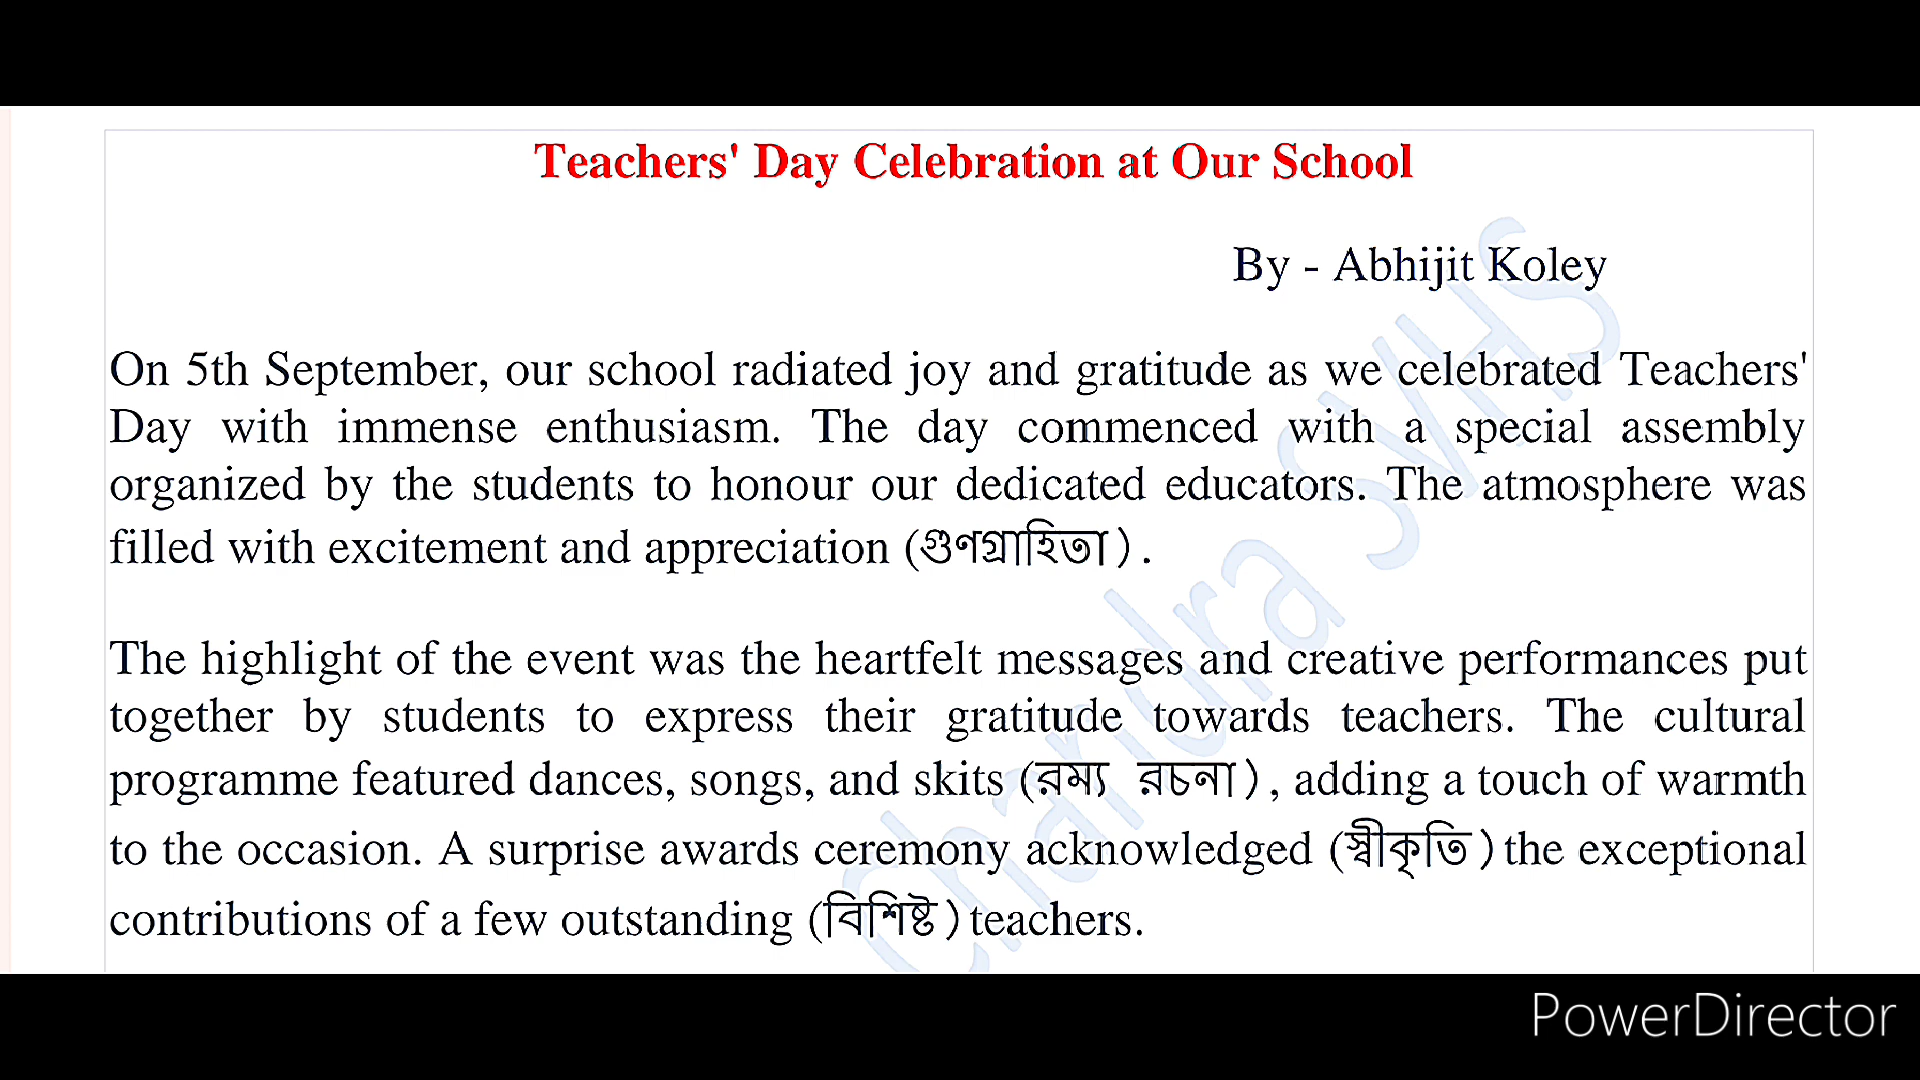 Teachers' Day Celebration at Our School
By - Abhijit Koley
On 5th September, our school radiated joy and gratitude as we celebrated Teachers'
Day with immense enthusiasm. The day commenced with a special assembly
organized by the students to honour our dedicated educators. The atmosphere was
filled with excitement and appreciation (গুণগ্রাহিতা).
The highlight of the event was the heartfelt messages and creative performances put
together by students to express their gratitude towards teachers. The cultural
programme featured dances, songs, and skits (রম্য রচনা), adding a touch of warmth
to the occasion. A surprise awards ceremony acknowledged (স্বীকৃতি) the exceptional
contributions of a few outstanding (বিশিষ্ট) teachers.
Chandra SVHS
PowerDirector